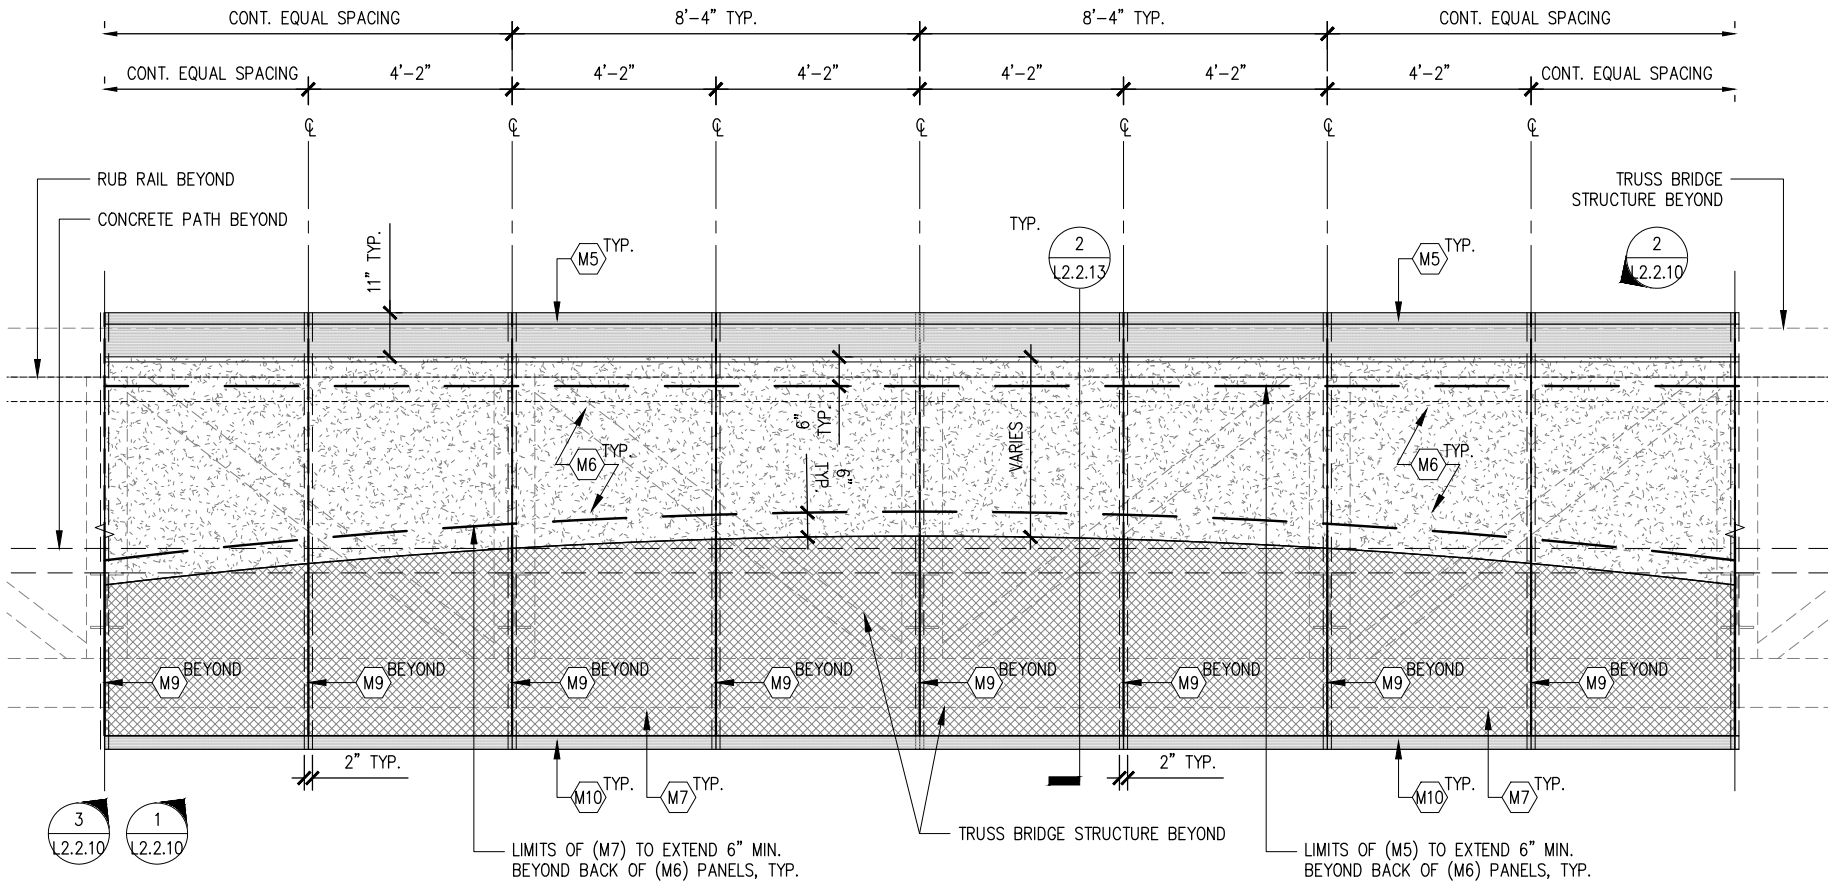 CONT. EQUAL SPACING 8'-4" TYP. 8'-4" TYP. CONT. EQUAL SPACING
CONT. EQUAL SPACING 4'-2" 4'-2" 4'-2" 4'-2" 4'-2" 4'-2" CONT. EQUAL SPACING
℄ ℄ ℄ ℄ ℄ ℄ ℄
RUB RAIL BEYOND
CONCRETE PATH BEYOND
TRUSS BRIDGE
STRUCTURE BEYOND
11" TYP.
M5 TYP.
TYP.
2
L2.2.13
M5 TYP.
2
L2.2.10
6"
TYP.
M6 TYP.
6"
TYP.
VARIES
M6 TYP.
M9 BEYOND M9 BEYOND M9 BEYOND M9 BEYOND M9 BEYOND M9 BEYOND M9 BEYOND M9 BEYOND
2" TYP. 2" TYP.
M10 TYP. M7 TYP. M10 TYP. M7 TYP.
3
L2.2.10
1
L2.2.10
TRUSS BRIDGE STRUCTURE BEYOND
LIMITS OF (M7) TO EXTEND 6" MIN.
BEYOND BACK OF (M6) PANELS, TYP.
LIMITS OF (M5) TO EXTEND 6" MIN.
BEYOND BACK OF (M6) PANELS, TYP.